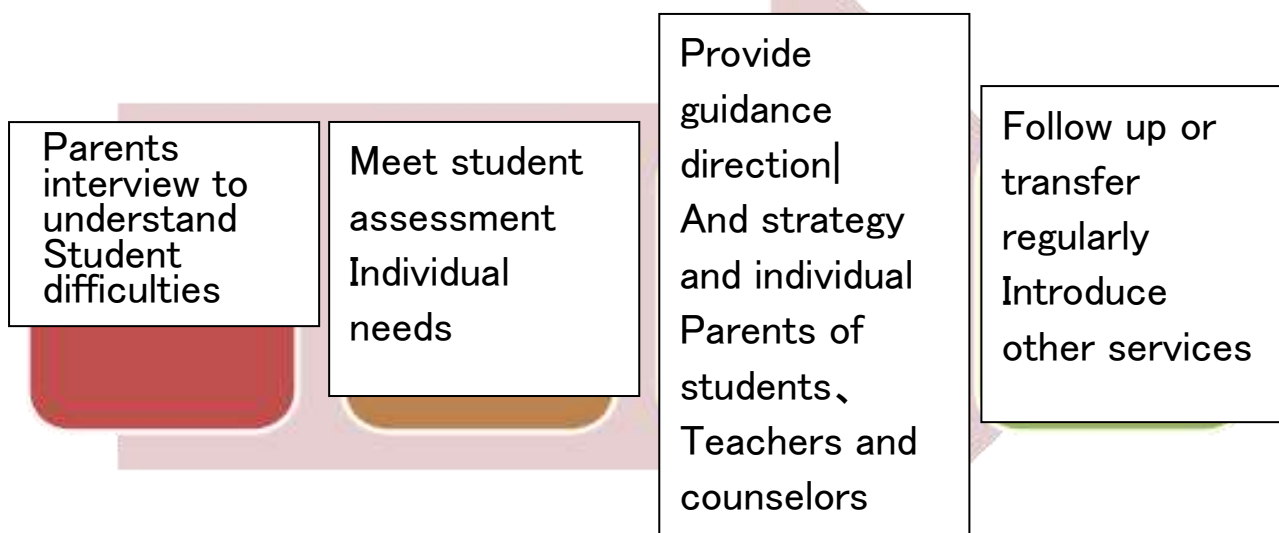 Parents
interview to
understand
Student
difficulties
Meet student
assessment
Individual
needs
Provide
guidance
direction|
And strategy
and individual
Parents of
students、
Teachers and
counselors
Follow up or
transfer
regularly
Introduce
other services